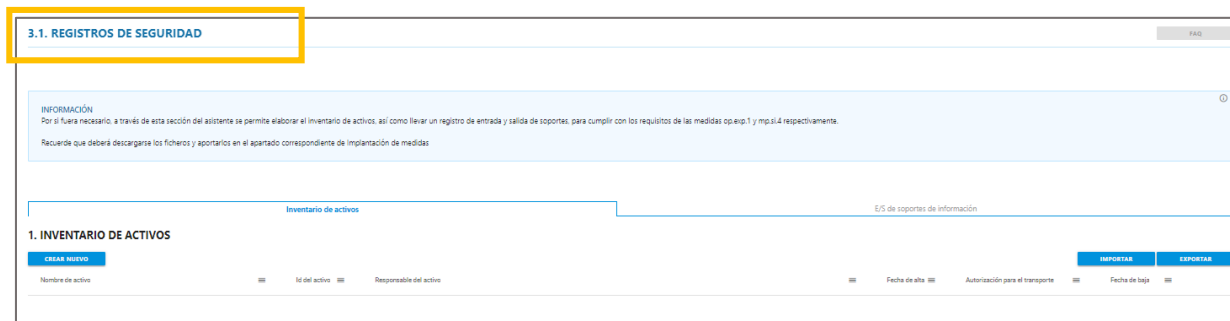 3.1. REGISTROS DE SEGURIDAD
FAQ
INFORMACIÓN
Por si fuera necesario, a través de esta sección del asistente se permite elaborar el inventario de activos, así como llevar un registro de entrada y salida de soportes, para cumplir con los requisitos de las medidas op.exp.1 y mp.si.4 respectivamente.
Recuerde que deberá descargarse los ficheros y aportarlos en el apartado correspondiente de Implantación de medidas
Inventario de activos
E/S de soportes de información
1. INVENTARIO DE ACTIVOS
CREAR NUEVO
IMPORTAR
EXPORTAR
Nombre de activo Id del activo Responsable del activo Fecha de alta Autorización para el transporte Fecha de baja